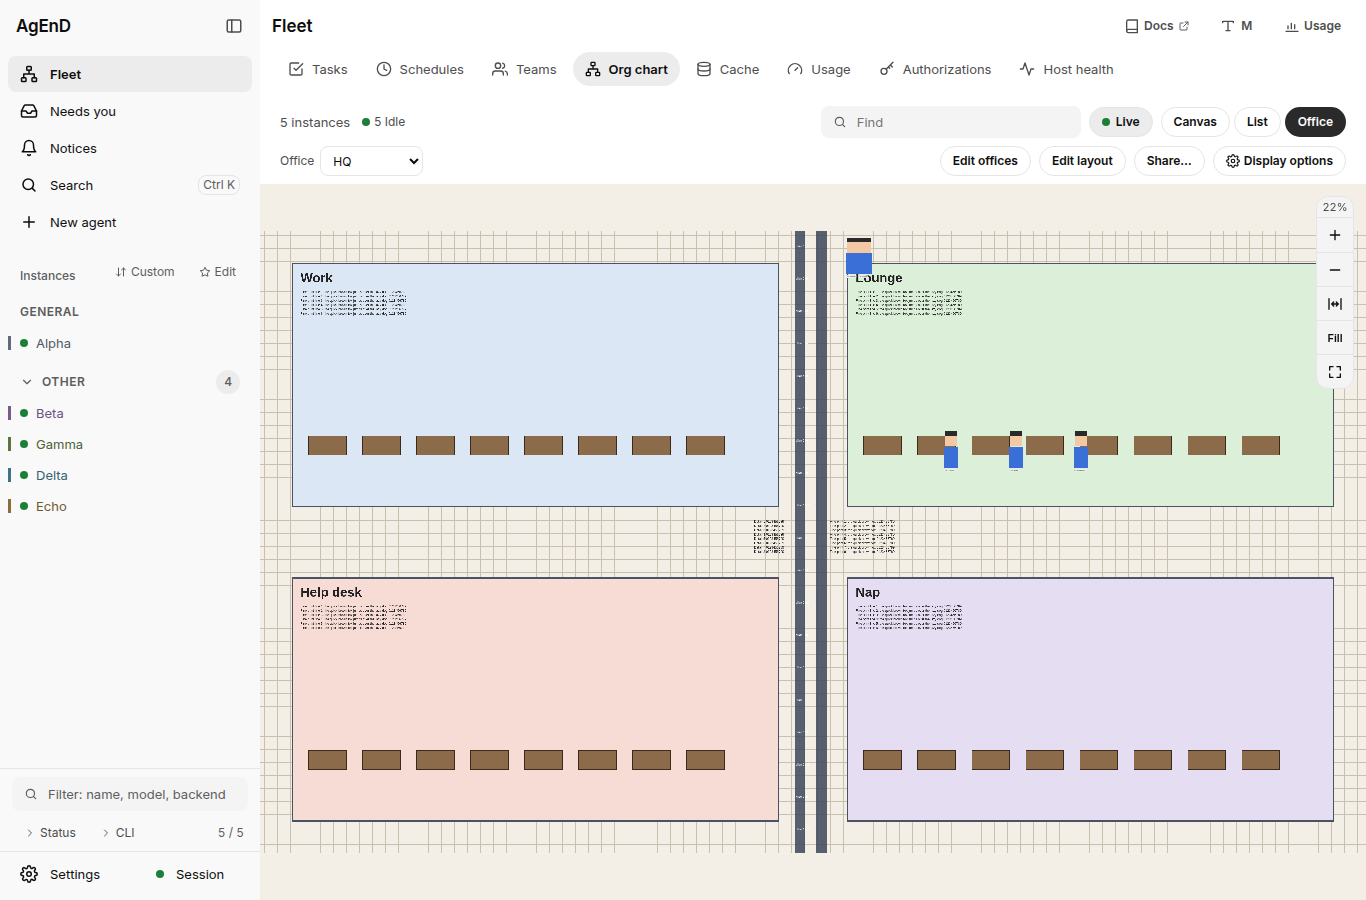 AgEnD
Fleet
Needs you
Notices
Search
Ctrl K
New agent
Instances
Custom
Edit
GENERAL
Alpha
OTHER
4
Beta
Gamma
Delta
Echo
Filter: name, model, backend
Status
CLI
5 / 5
Settings
Session
Fleet
Docs
M
Usage
Tasks
Schedules
Teams
Org chart
Cache
Usage
Authorizations
Host health
5 instances
5 Idle
Find
Live
Canvas
List
Office
Office
HQ
Edit offices
Edit layout
Share...
Display options
22%
Fill
Work
Lounge
Help desk
Nap